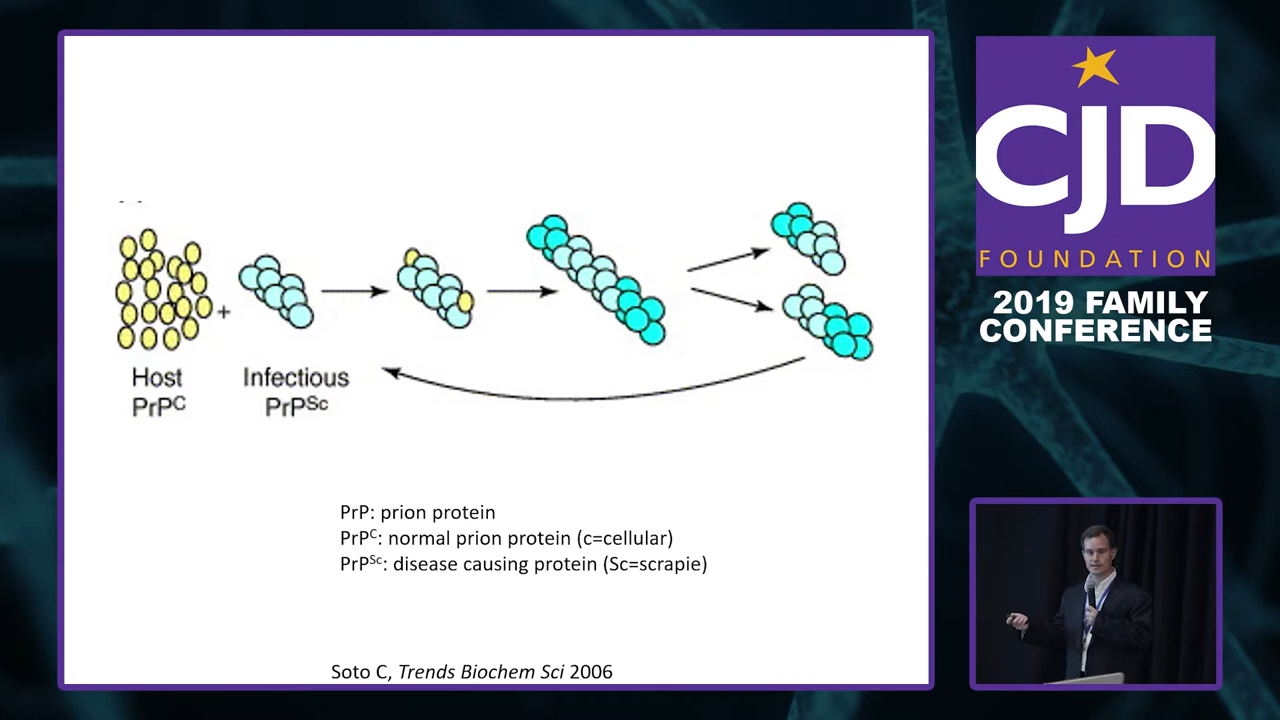 +
Host
PrPC
Infectious
PrPSc
PrP: prion protein
PrPC: normal prion protein (c=cellular)
PrPSc: disease causing protein (Sc=scrapie)
Soto C, Trends Biochem Sci 2006
CJD
FOUNDATION
2019 FAMILY
CONFERENCE